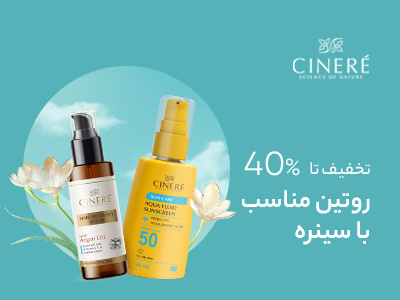 CINERÉ
SCIENCE OF NATURE
تخفیف تا 40%
روتین مناسب
با سینره
CINERÉ
SUN CARE
AQUA FLUID
SUNSCREEN
50
CINERÉ
Argan Oil